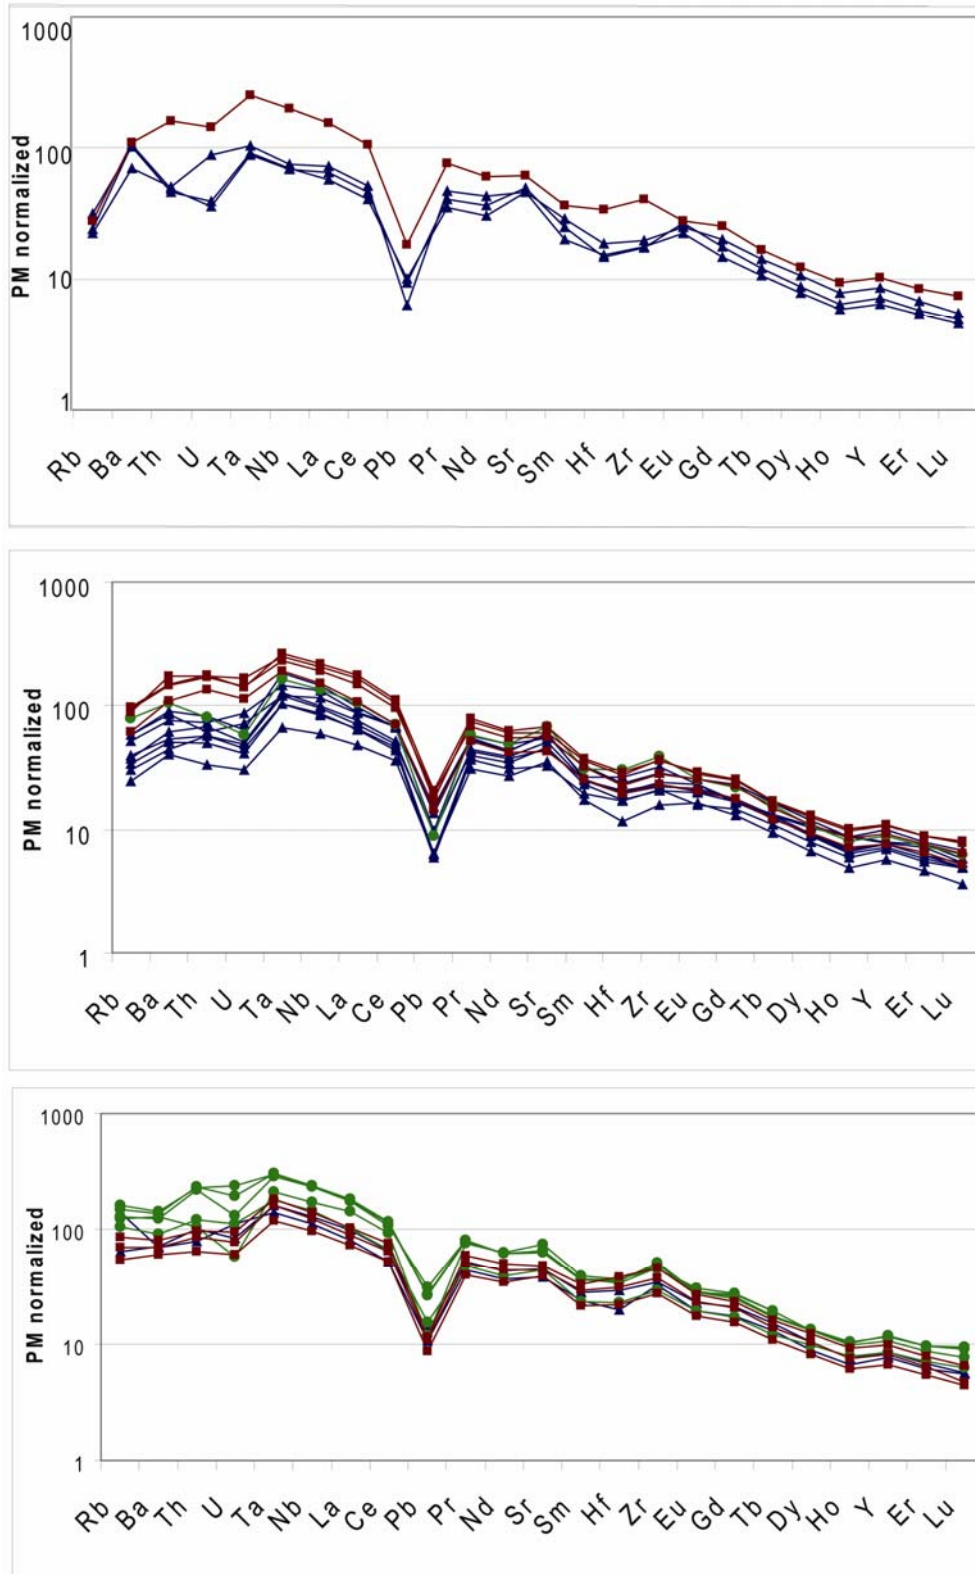 1000
100
10
1
PM normalized
Rb Ba Th U Ta Nb La Ce Pb Pr Nd Sr Sm Hf Zr Eu Gd Tb Dy Ho Y Er Lu
1000
100
10
1
PM normalized
Rb Ba Th U Ta Nb La Ce Pb Pr Nd Sr Sm Hf Zr Eu Gd Tb Dy Ho Y Er Lu
1000
100
10
1
PM normalized
Rb Ba Th U Ta Nb La Ce Pb Pr Nd Sr Sm Hf Zr Eu Gd Tb Dy Ho Y Er Lu